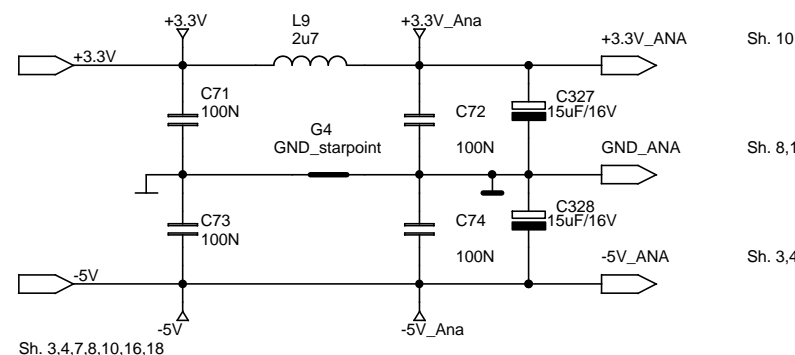 +3.3V
L9
2u7
+3.3V_Ana
+3.3V
+3.3V_ANA
Sh. 10
C71
100N
C72
100N
C327
15uF/16V
G4
GND_starpoint
GND_ANA
Sh. 8,1
C73
100N
C74
100N
C328
15uF/16V
-5V
-5V_ANA
Sh. 3,4
-5V
-5V_Ana
Sh. 3,4,7,8,10,16,18